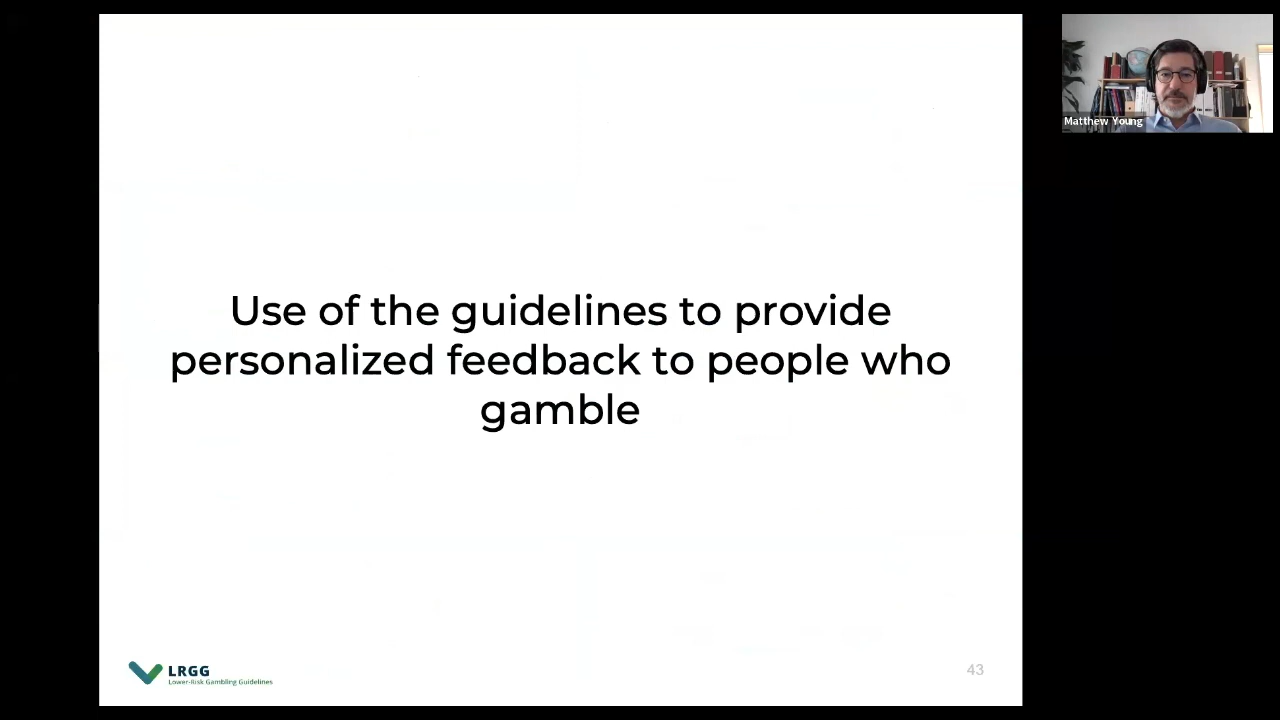 Use of the guidelines to provide
personalized feedback to people who
gamble
LRGG
Lower-Risk Gambling Guidelines
43
Matthew Young